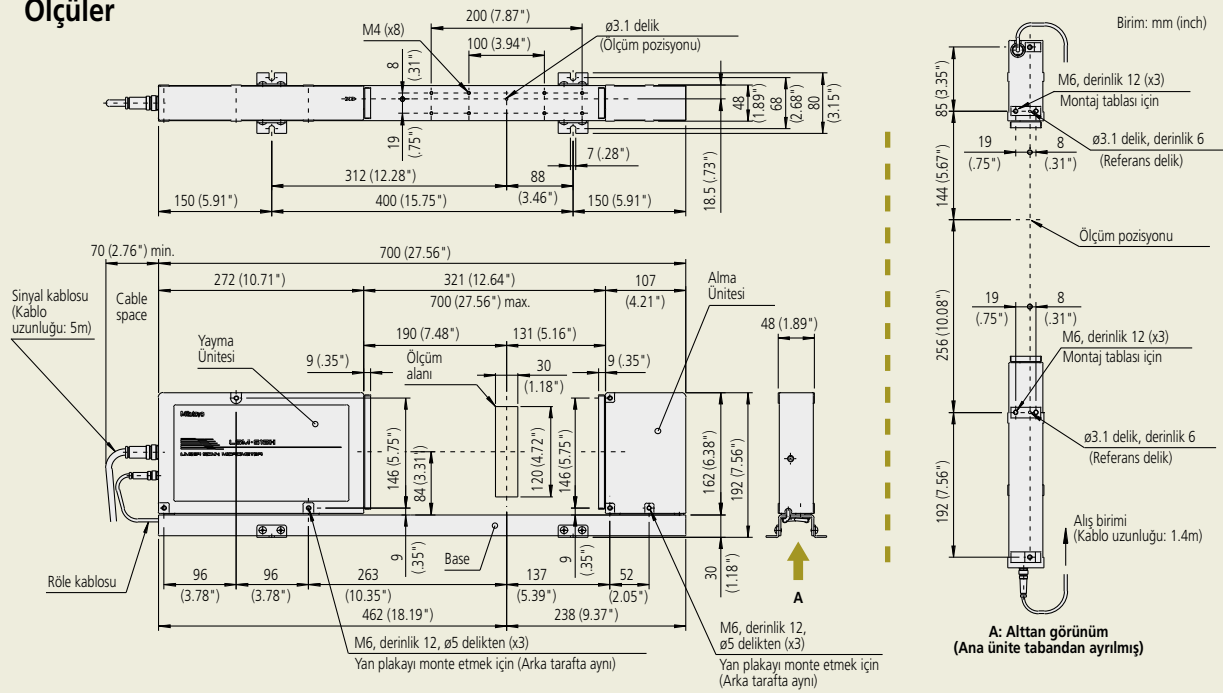 Ölçüler
Birim: mm (inch)
M4 (x8)
200 (7.87")
100 (3.94")
ø3.1 delik
(Ölçüm pozisyonu)
8
(.31")
19
(.75")
48
(1.89")
68
(2.68")
80
(3.15")
7 (.28")
18.5 (.73")
312 (12.28")
88
(3.46")
150 (5.91")
400 (15.75")
150 (5.91")
70 (2.76") min.
700 (27.56")
272 (10.71")
321 (12.64")
107
(4.21")
700 (27.56") max.
Sinyal kablosu
(Kablo
uzunluğu: 5m)
Cable
space
Yayma
Ünitesi
190 (7.48")
131 (5.16")
Alma
Ünitesi
9 (.35")
Ölçüm
alanı
30
(1.18")
9 (.35")
48 (1.89")
Mitutoyo
LASER SCAN MICROMETER
146 (5.75")
84 (3.31")
120 (4.72")
146 (5.75")
162 (6.38")
192 (7.56")
9
(.35")
Base
9
(.35")
30
(1.18")
A
Röle kablosu
96
(3.78")
96
(3.78")
263
(10.35")
137
(5.39")
52
(2.05")
462 (18.19")
238 (9.37")
M6, derinlik 12, ø5 delikten (x3)
Yan plakayı monte etmek için (Arka tarafta aynı)
M6, derinlik 12,
ø5 delikten (x3)
Yan plakayı monte etmek için
(Arka tarafta aynı)
85 (3.35")
M6, derinlik 12 (x3)
Montaj tablası için
ø3.1 delik, derinlik 6
(Referans delik)
19
(.75")
8
(.31")
144 (5.67")
Ölçüm pozisyonu
256 (10.08")
19
(.75")
8
(.31")
M6, derinlik 12 (x3)
Montaj tablası için
ø3.1 delik, derinlik 6
(Referans delik)
192 (7.56")
Alış birimi
(Kablo uzunluğu: 1.4m)
A: Alttan görünüm
(Ana ünite tabandan ayrılmış)